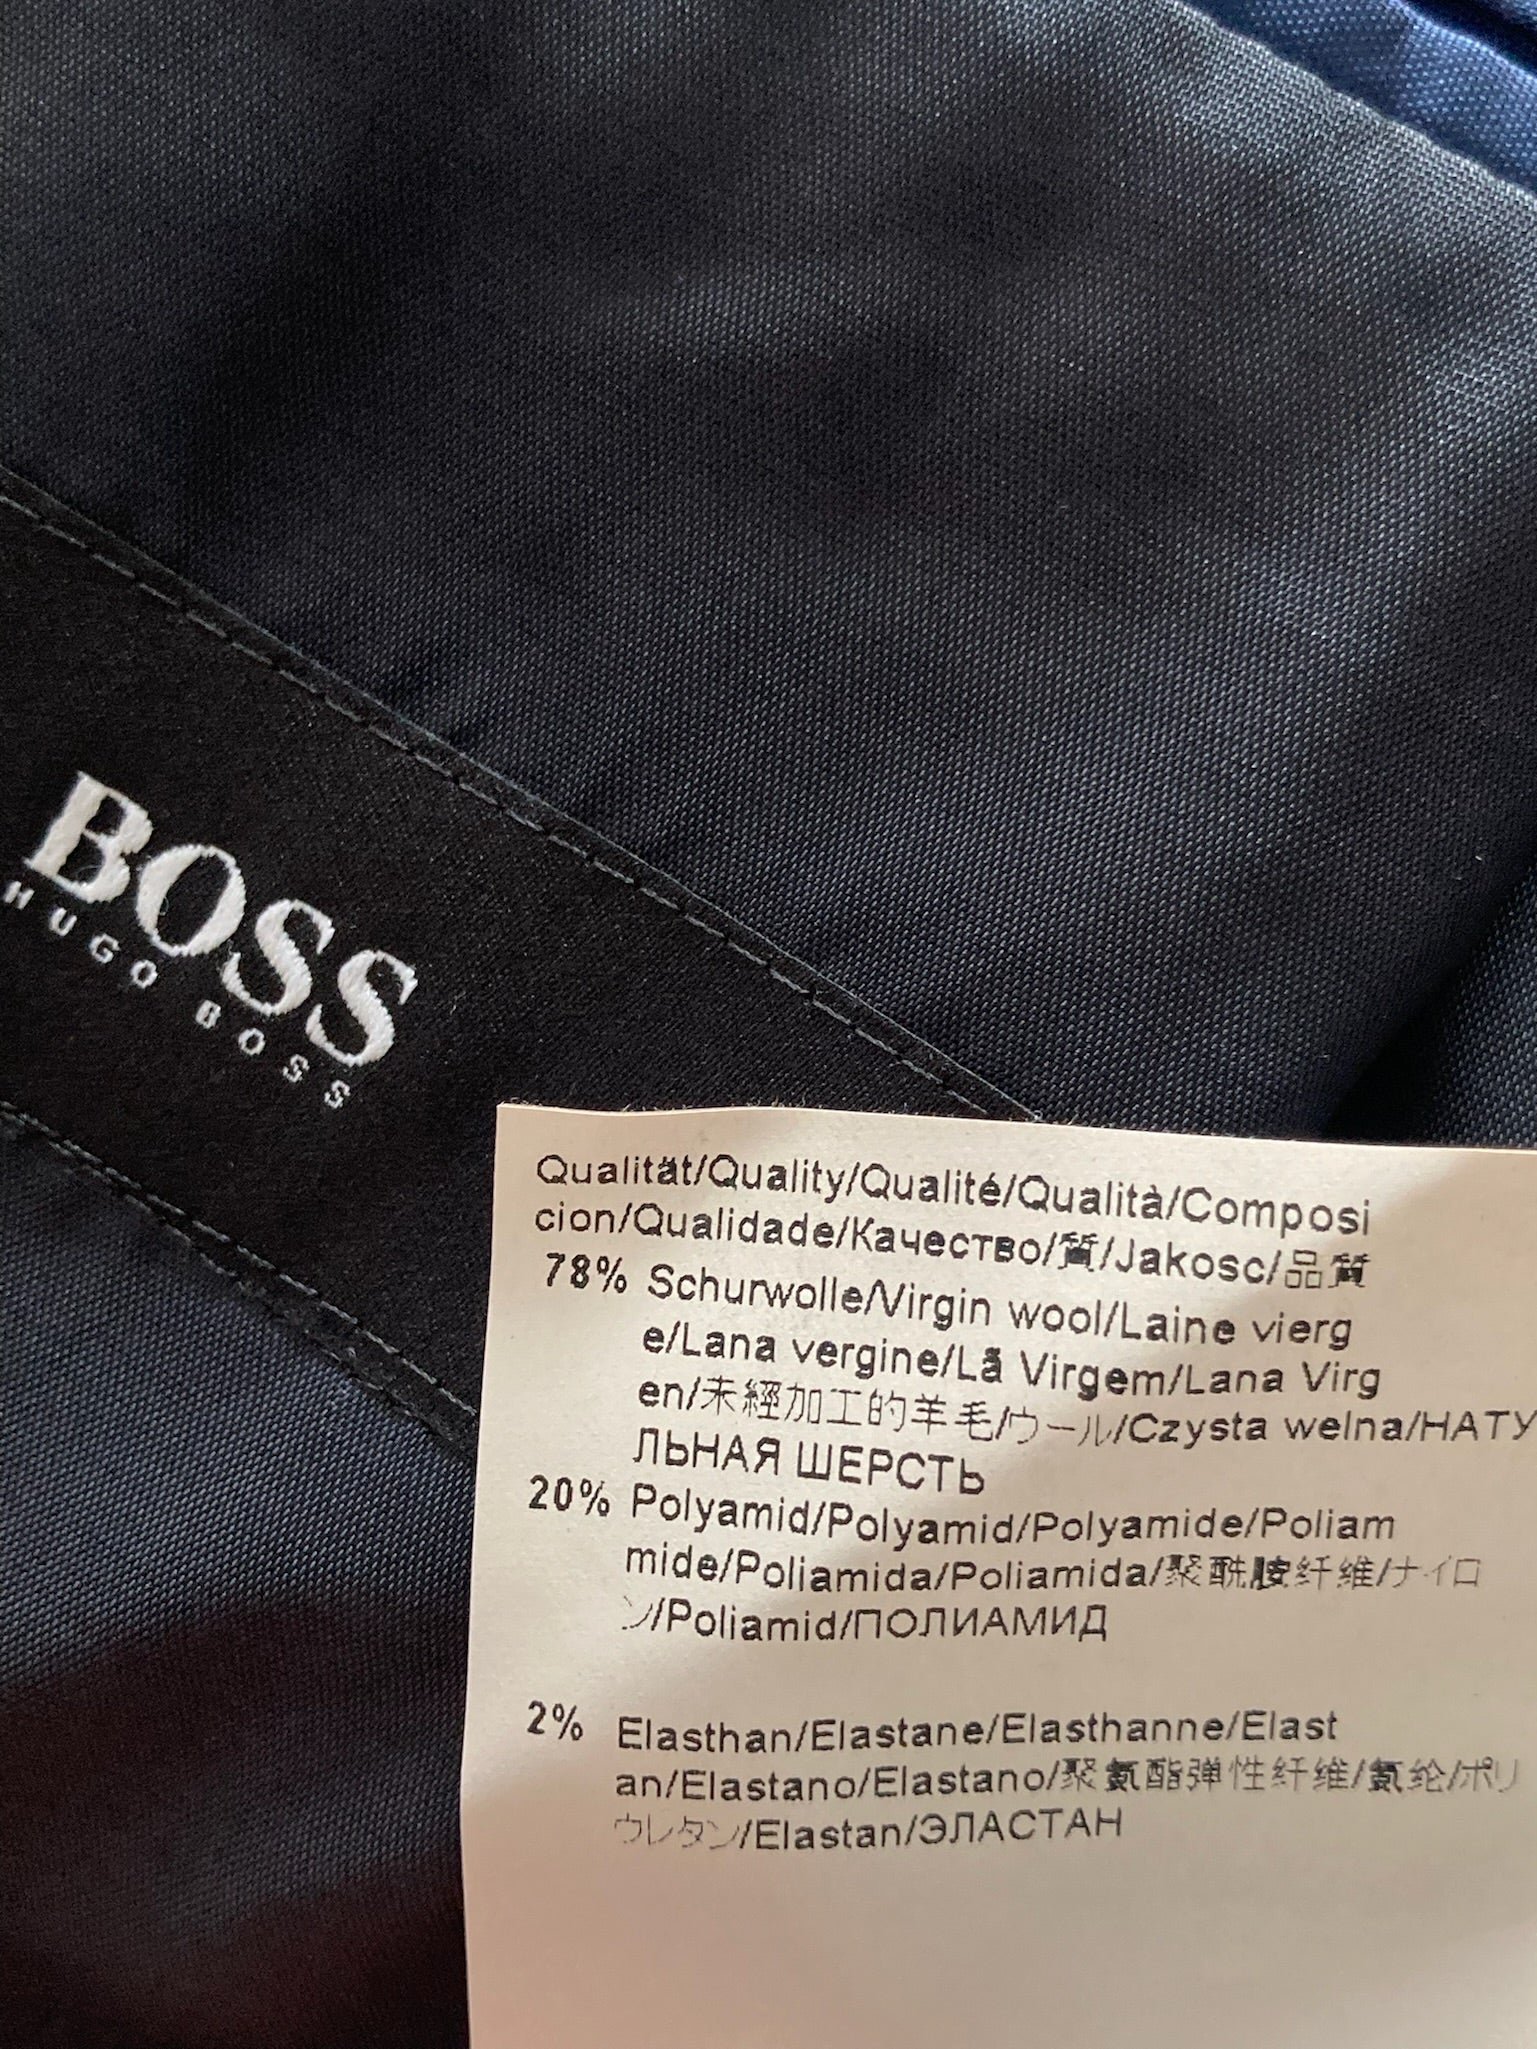 BOSS
HUGO BOSS
Qualität/Quality/Qualité/Qualità/Composi
cion/Qualidade/Качество/質/Jakosc/品質
78% Schurwolle/Virgin wool/Laine vierg
e/Lana vergine/Lã Virgem/Lana Virg
en/未經加工的羊毛/ウール/Czysta welna/НАТУ
ЛЬНАЯ ШЕРСТЬ
20% Polyamid/Polyamid/Polyamide/Poliam
mide/Poliamida/Poliamida/聚酰胺纤维/ナイロ
ン/Poliamid/ПОЛИАМИД
2% Elasthan/Elastane/Elasthanne/Elast
an/Elastano/Elastano/聚氨酯弹性纤维/氨纶/ポリ
ウレタン/Elastan/ЭЛАСТАН